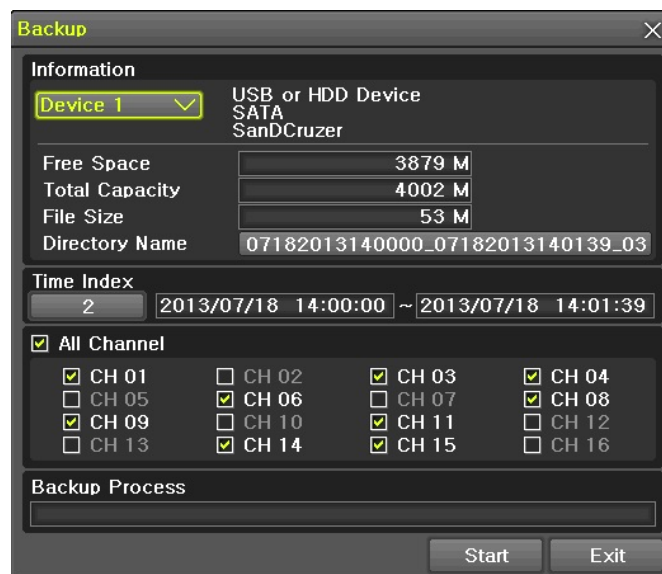 Backup
Information
Device 1
USB or HDD Device
SATA
SanDCruzer
Free Space 3879 M
Total Capacity 4002 M
File Size 53 M
Directory Name 07182013140000_07182013140139_03
Time Index
2 2013/07/18 14:00:00 ~ 2013/07/18 14:01:39
All Channel
CH 01 CH 02 CH 03 CH 04
CH 05 CH 06 CH 07 CH 08
CH 09 CH 10 CH 11 CH 12
CH 13 CH 14 CH 15 CH 16
Backup Process
Start Exit